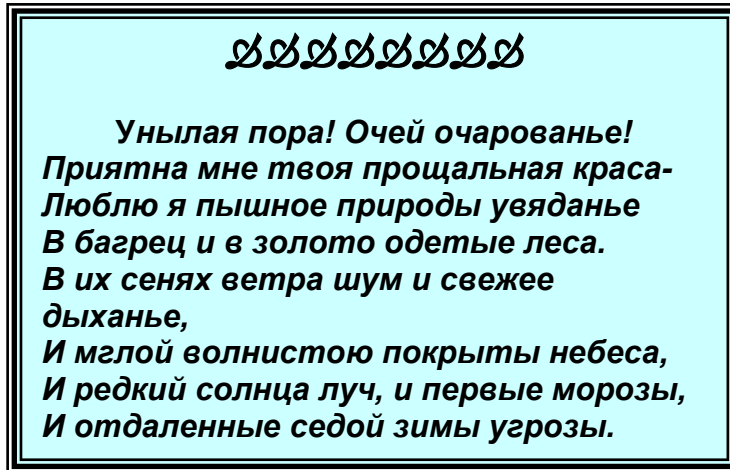 Унылая пора! Очей очарованье!
Приятна мне твоя прощальная краса-
Люблю я пышное природы увяданье
В багрец и в золото одетые леса.
В их сенях ветра шум и свежее
дыханье,
И мглой волнистою покрыты небеса,
И редкий солнца луч, и первые морозы,
И отдаленные седой зимы угрозы.